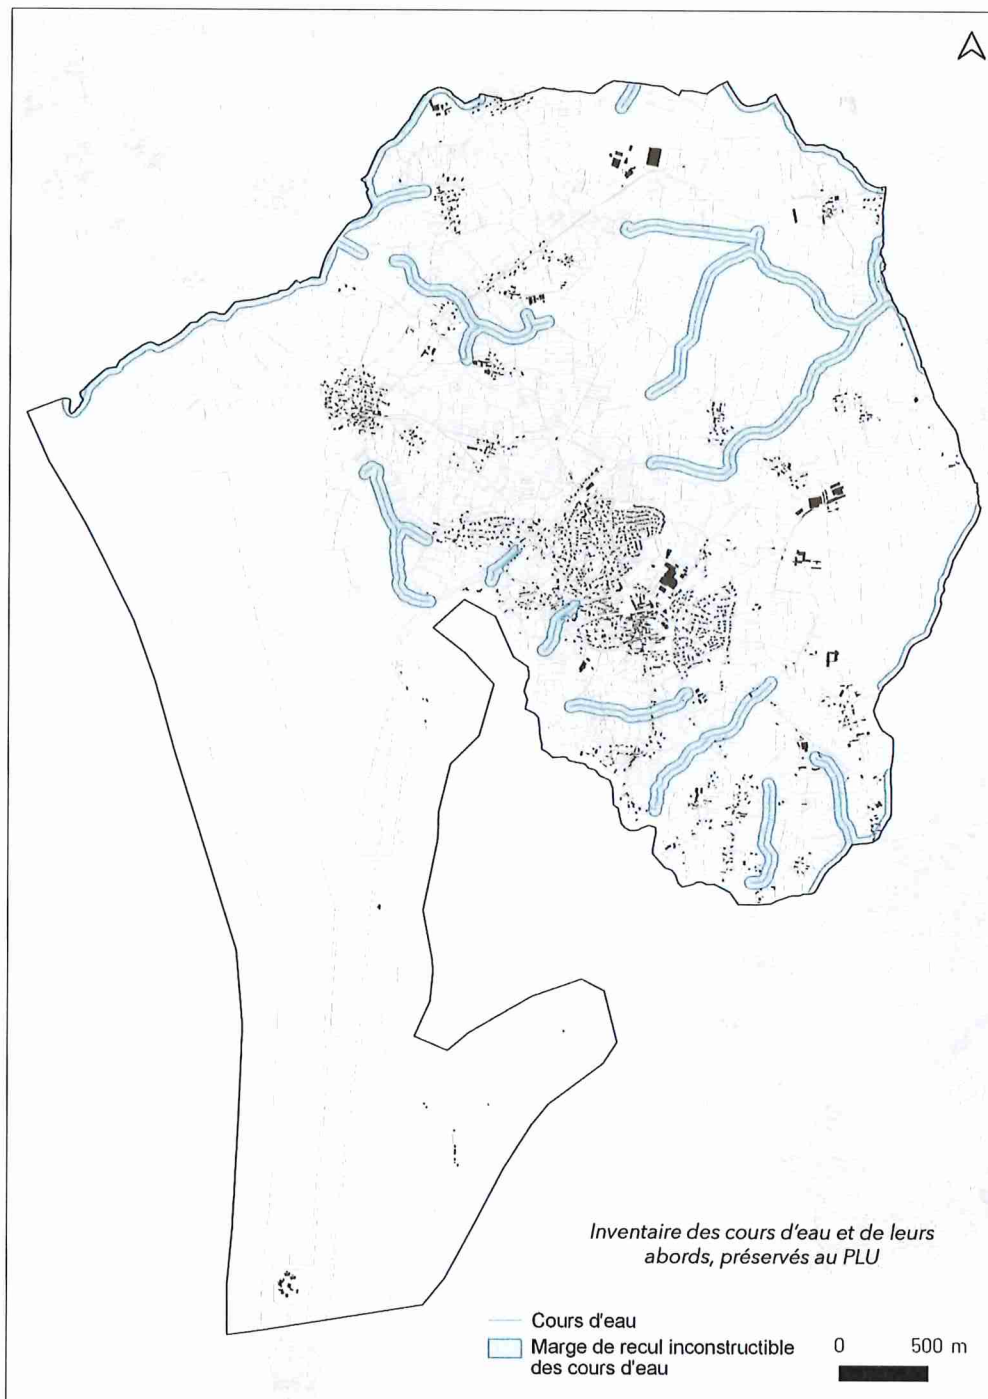 Inventaire des cours d'eau et de leurs
abords, préservés au PLU
Cours d'eau
Marge de recul inconstructible
des cours d'eau
0 500 m